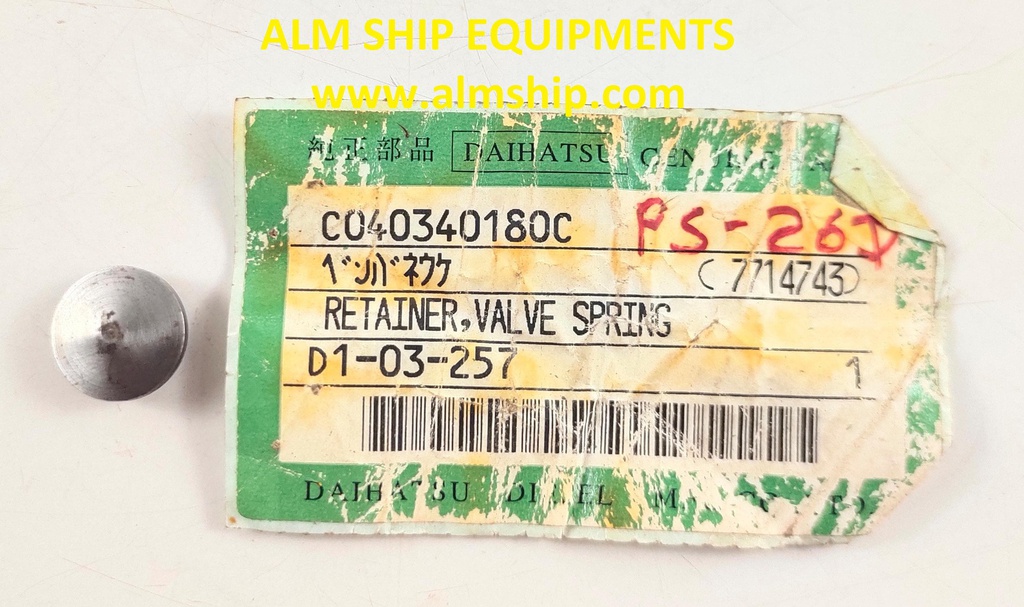 ALM SHIP EQUIPMENTS
www.almship.com
純正部品 DAIHATSU
C040340180C PS-26D
ﾍﾞﾝﾊﾞﾈｳｹ (7714743)
RETAINER,VALVE SPRING
D1-03-257 1
DAIHATSU DIESEL